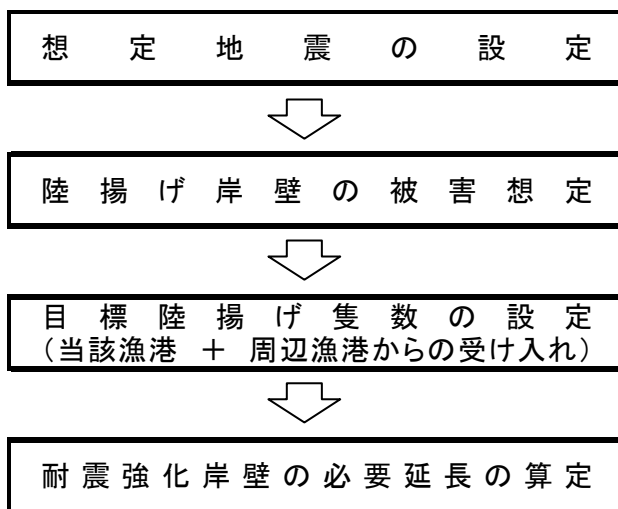 想定地震の設定
陸揚げ岸壁の被害想定
目標陸揚げ隻数の設定
(当該漁港 + 周辺漁港からの受け入れ)
耐震強化岸壁の必要延長の算定